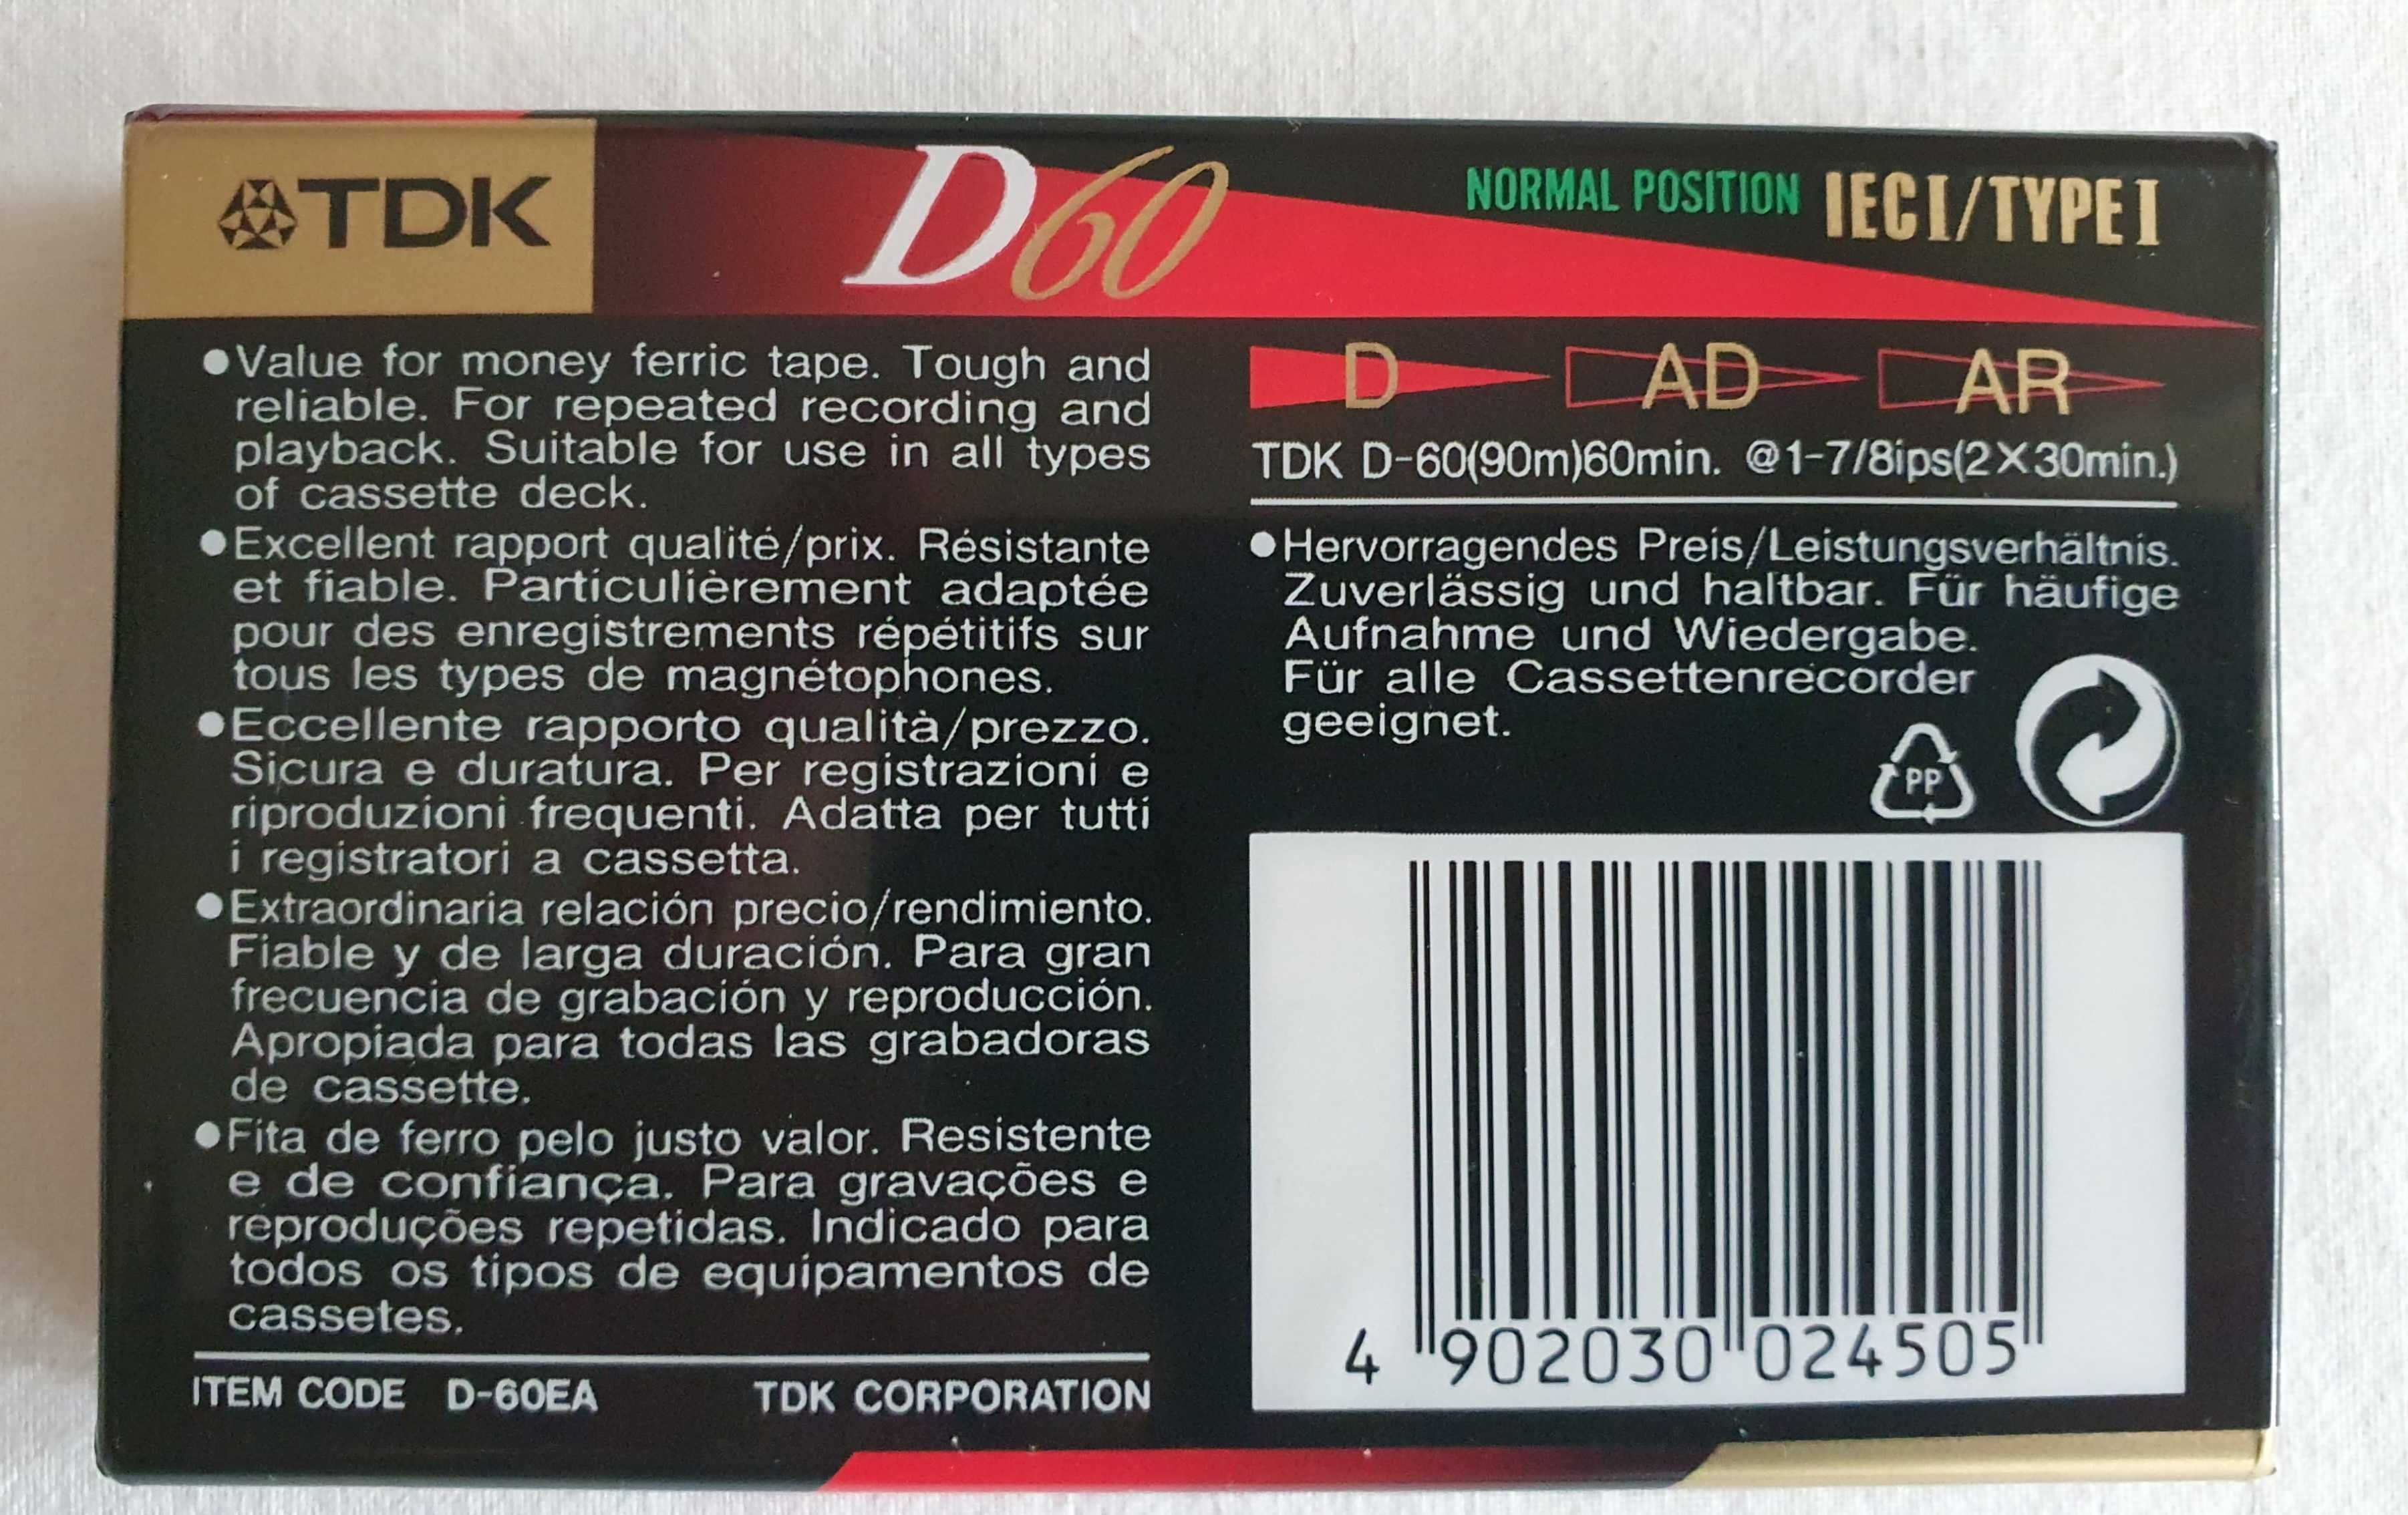 TDK
D60
NORMAL POSITION IEC I/TYPE I
●Value for money ferric tape. Tough and
reliable. For repeated recording and
playback. Suitable for use in all types
of cassette deck.
●Excellent rapport qualité/prix. Résistante
et fiable. Particulièrement adaptée
pour des enregistrements répétitifs sur
tous les types de magnétophones.
●Eccellente rapporto qualità/prezzo.
Sicura e duratura. Per registrazioni e
riproduzioni frequenti. Adatta per tutti
i registratori a cassetta.
●Extraordinaria relación precio/rendimiento.
Fiable y de larga duración. Para gran
frecuencia de grabación y reproducción.
Apropiada para todas las grabadoras
de cassette.
●Fita de ferro pelo justo valor. Resistente
e de confiança. Para gravações e
reproduções repetidas. Indicado para
todos os tipos de equipamentos de
cassetes.
ITEM CODE D-60EA TDK CORPORATION
D AD AR
TDK D-60(90m)60min. @1-7/8ips(2×30min.)
●Hervorragendes Preis/Leistungsverhältnis.
Zuverlässig und haltbar. Für häufige
Aufnahme und Wiedergabe.
Für alle Cassettenrecorder
geeignet.
PP
4 902030 024505